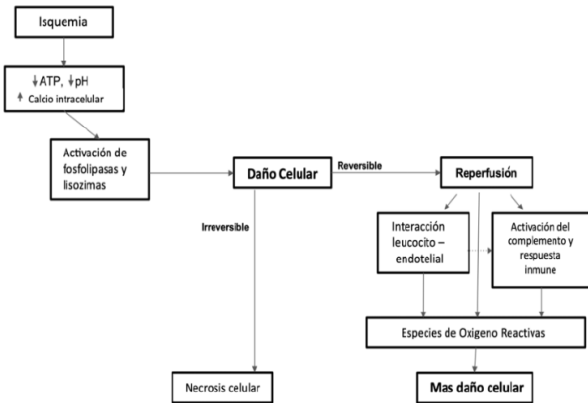 Isquemia
↓ATP, ↓pH
↑ Calcio intracelular
Activación de
fosfolipasas y
lisozimas
Daño Celular
Reversible
Reperfusión
Irreversible
Interacción
leucocito –
endotelial
Activación del
complemento y
respuesta
inmune
Especies de Oxigeno Reactivas
Necrosis celular
Mas daño celular